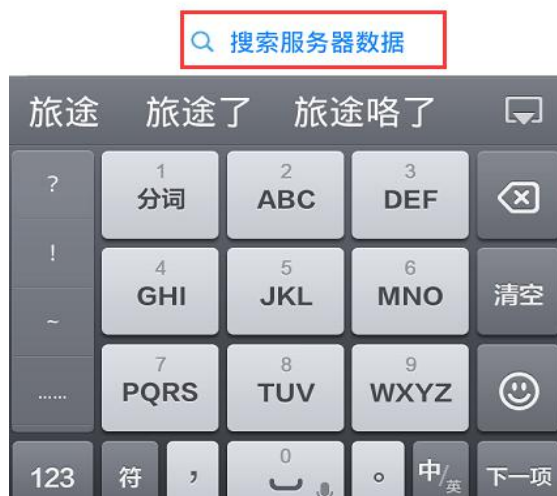 搜索服务器数据
旅途 旅途了 旅途咯了
? 1 分词 2 ABC 3 DEF
! 4 GHI 5 JKL 6 MNO 清空
~ 7 PQRS 8 TUV 9 WXYZ
......
123 符 , 0 。 中/英 下一项